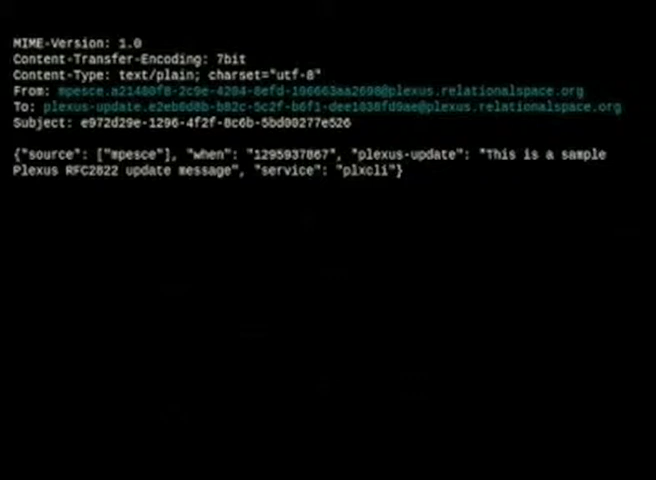 MIME-Version: 1.0
Content-Transfer-Encoding: 7bit
Content-Type: text/plain; charset="utf-8"
From: mpesce.a21480f8-2c9e-4204-8efd-106663aa2698@plexus.relationalspace.org
To: plexus-update.e2eb6d8b-b82c-5c2f-b6f1-dee1038fd9ae@plexus.relationalspace.org
Subject: e972d29e-1296-4f2f-8c6b-5bd00277e526
{"source": ["mpesce"], "when": "1295937867", "plexus-update": "This is a sample
Plexus RFC2822 update message", "service": "plxcli"}